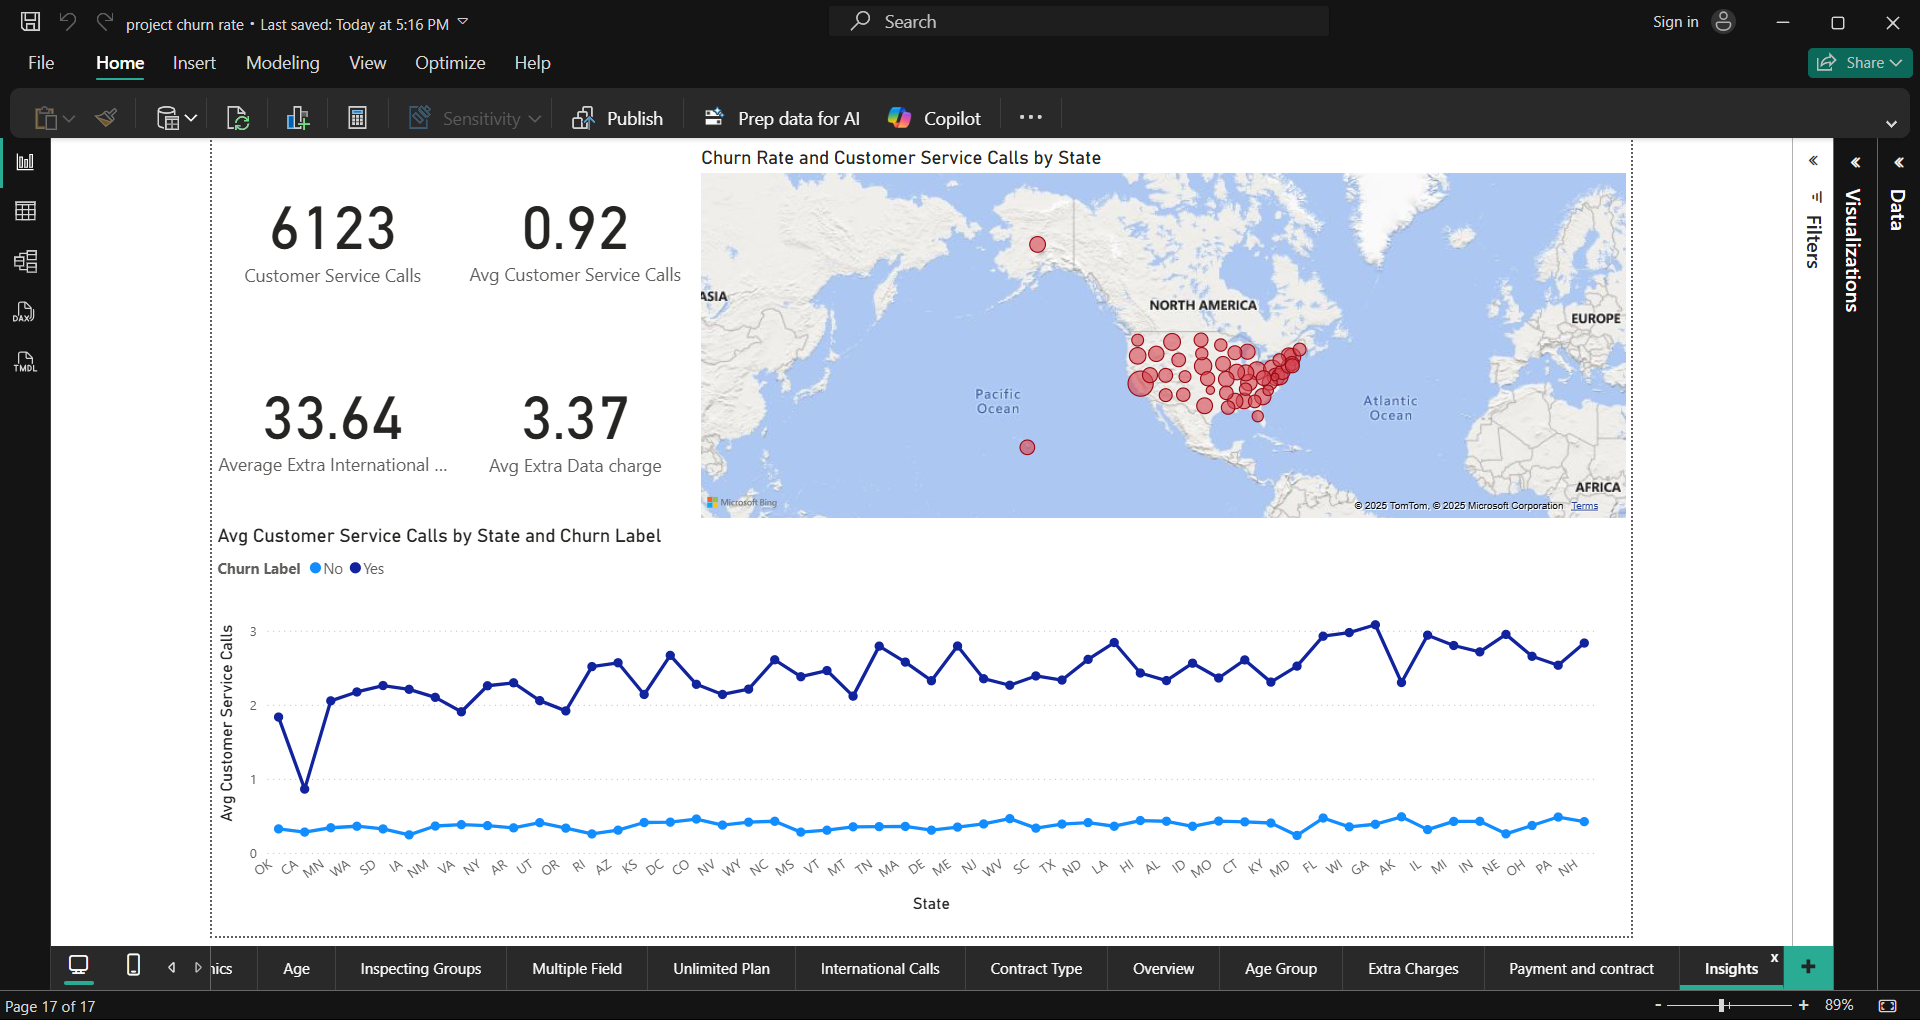 project churn rate • Last saved: Today at 5:16 PM
Search
Sign in
File Home Insert Modeling View Optimize Help
Share
Sensitivity
Publish
Prep data for AI
Copilot
DAX
TMDL
6123
Customer Service Calls
0.92
Avg Customer Service Calls
33.64
Average Extra International ...
3.37
Avg Extra Data charge
Churn Rate and Customer Service Calls by State
ASIA
NORTH AMERICA
EUROPE
Pacific
Ocean
Atlantic
Ocean
AFRICA
Microsoft Bing
© 2025 TomTom, © 2025 Microsoft Corporation Terms
Avg Customer Service Calls by State and Churn Label
Churn Label No Yes
Avg Customer Service Calls
3
2
1
0
OK CA MN WA SD IA NM VA NY AR UT OR RI AZ KS DC CO NV WY NC MS VT MT TN MA DE ME NJ WV SC TX ND LA HI AL ID MO CT KY MD FL WI GA AK IL MI IN NE OH PA NH
State
Filters
Visualizations
Data
nics Age Inspecting Groups Multiple Field Unlimited Plan International Calls Contract Type Overview Age Group Extra Charges Payment and contract Insights x
Page 17 of 17
- + 89%